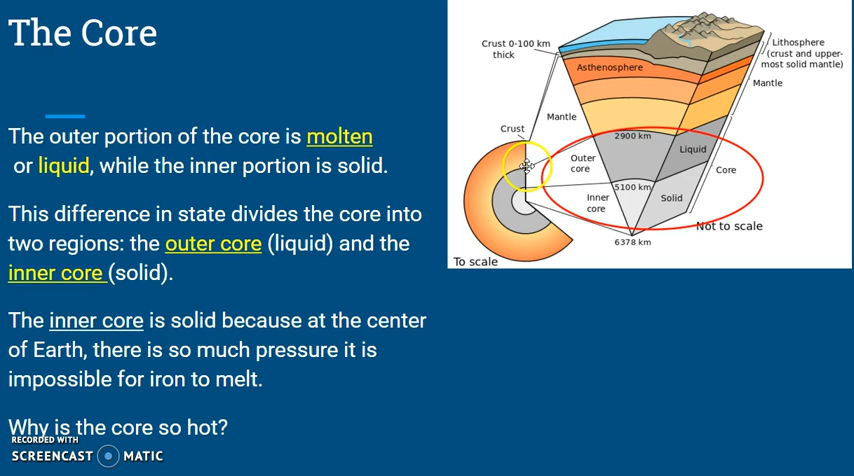 The Core
The outer portion of the core is molten
or liquid, while the inner portion is solid.
This difference in state divides the core into
two regions: the outer core (liquid) and the
inner core (solid).
The inner core is solid because at the center
of Earth, there is so much pressure it is
impossible for iron to melt.
Why is the core so hot?
Crust 0-100 km
thick
Asthenosphere
Lithosphere
(crust and upper-
most solid mantle)
Mantle
Mantle
Crust
2900 km
Outer
core
Liquid
Core
5100 km
Inner
core
Solid
Not to scale
6378 km
To scale
RECORDED WITH
SCREENCAST MATIC